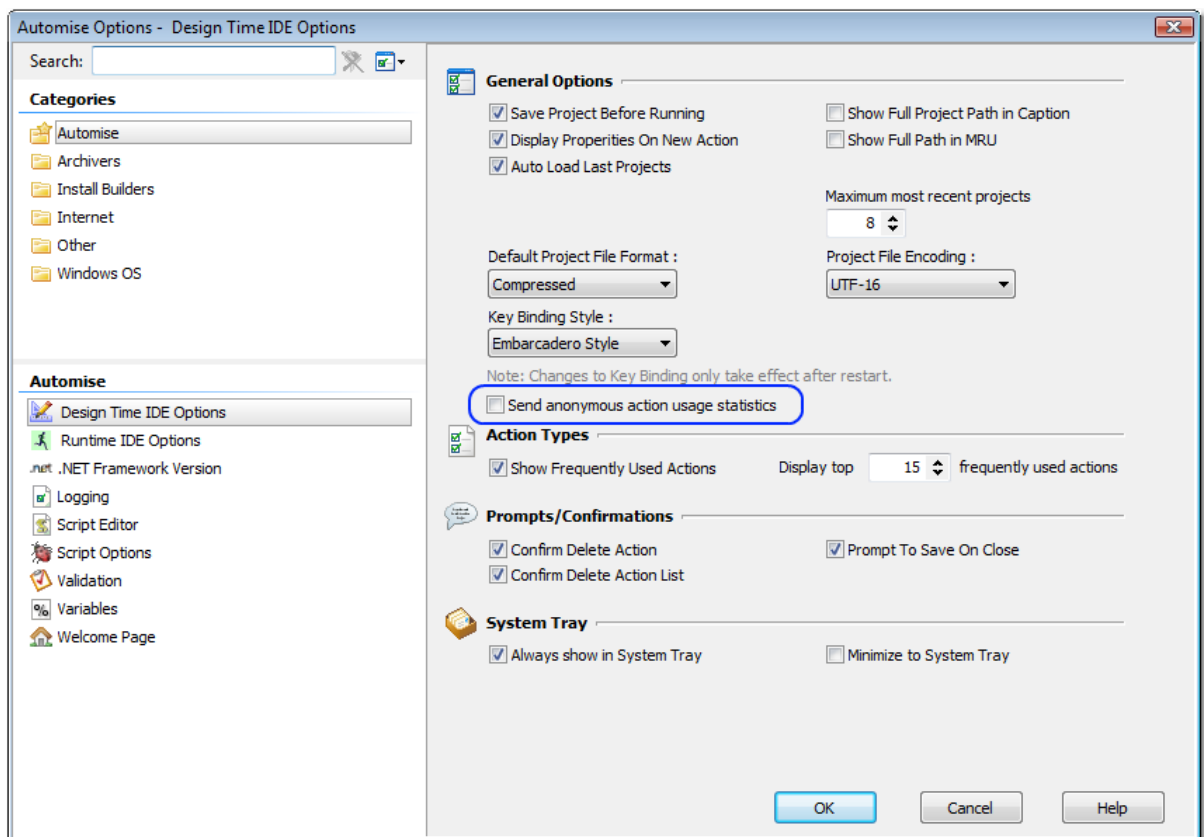 Automise Options - Design Time IDE Options
Search:
Categories
Automise
Archivers
Install Builders
Internet
Other
Windows OS
Automise
Design Time IDE Options
Runtime IDE Options
.net .NET Framework Version
Logging
Script Editor
Script Options
Validation
% Variables
Welcome Page
General Options
Save Project Before Running
Show Full Project Path in Caption
Display Properities On New Action
Show Full Path in MRU
Auto Load Last Projects
Maximum most recent projects
8
Default Project File Format :
Project File Encoding :
Compressed
UTF-16
Key Binding Style :
Embarcadero Style
Note: Changes to Key Binding only take effect after restart.
Send anonymous action usage statistics
Action Types
Show Frequently Used Actions
Display top 15 frequently used actions
Prompts/Confirmations
Confirm Delete Action
Prompt To Save On Close
Confirm Delete Action List
System Tray
Always show in System Tray
Minimize to System Tray
OK
Cancel
Help